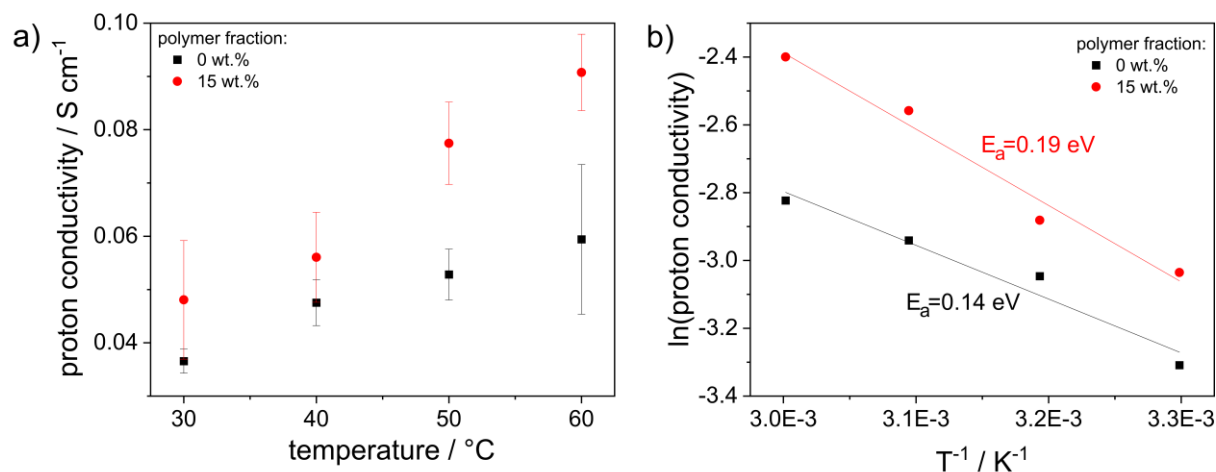 a)
polymer fraction:
0 wt.%
15 wt.%
proton conductivity / S cm⁻¹
0.10
0.08
0.06
0.04
30 40 50 60
temperature / °C
b)
polymer fraction:
0 wt.%
15 wt.%
ln(proton conductivity)
-2.4
-2.6
-2.8
-3.0
-3.2
-3.4
Eₐ=0.19 eV
Eₐ=0.14 eV
3.0E-3 3.1E-3 3.2E-3 3.3E-3
T⁻¹ / K⁻¹